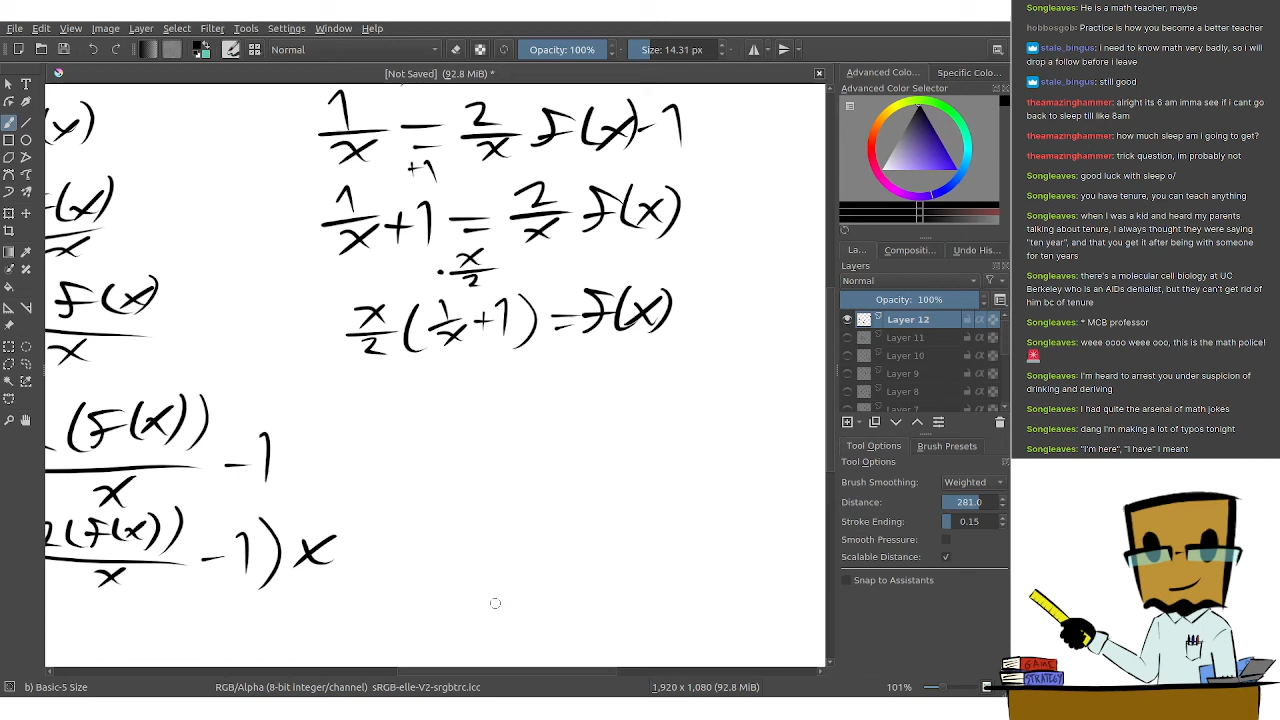 File Edit View Image Layer Select Filter Tools Settings Window Help
Normal
Opacity: 100%
Size: 14.31 px
[Not Saved] (92.8 MiB) *
x)
f(x)
x
f(x)
x
(f(x))
x
- 1
2(f(x))
x
- 1) x
1/x = 2/x f(x) - 1
+1
1/x + 1 = 2/x f(x)
· x/2
x/2 (1/x + 1) = f(x)
b) Basic-5 Size
RGB/Alpha (8-bit integer/channel) sRGB-elle-V2-srgbtrc.icc
1,920 x 1,080 (92.8 MiB)
101%
Advanced Colo...
Specific Color...
Advanced Color Selector
La...
Compositi...
Undo His...
Layers
Normal
Opacity: 100%
Layer 12
Layer 11
Layer 10
Layer 9
Layer 8
Layer 7
Tool Options
Brush Presets
Tool Options
Brush Smoothing: Weighted
Distance: 281.0
Stroke Ending: 0.15
Smooth Pressure:
Scalable Distance:
Snap to Assistants
Songleaves: He is a math teacher, maybe
hobbesgob: Practice is how you become a better teacher
stale_bingus: I need to know math very badly, so i will
drop a follow before i leave
stale_bingus: still good
theamazinghammer: alright its 6 am imma see if i cant go
back to sleep till like 8am
theamazinghammer: how much sleep am i going to get?
theamazinghammer: trick question, Im probably not
Songleaves: good luck with sleep o/
Songleaves: you have tenure, you can teach anything
Songleaves: when I was a kid and heard my parents
talking about tenure, I always thought they were saying
"ten year", and that you get it after being with someone
for ten years
Songleaves: there's a molecular cell biology at UC
Berkeley who is an AIDs denialist, but they can't get rid of
him bc of tenure
Songleaves: * MCB professor
Songleaves: weee oooo weee ooo, this is the math police!
Songleaves: I'm heard to arrest you under suspicion of
drinking and deriving
Songleaves: I had quite the arsenal of math jokes
Songleaves: dang I'm making a lot of typos tonight
Songleaves: "I'm here", "I have" I meant
GAME
STRATEGY